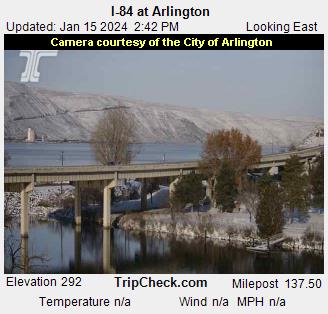 I-84 at Arlington
Updated: Jan 15 2024 2:42 PM Looking East
Camera courtesy of the City of Arlington
Elevation 292 TripCheck.com Milepost 137.50
Temperature n/a Wind n/a MPH n/a